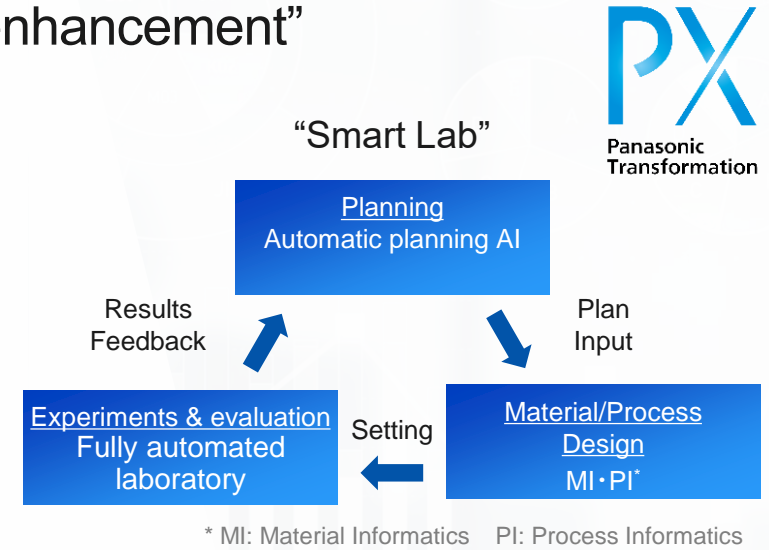 nhancement”
PX
Panasonic
Transformation
“Smart Lab”
Planning
Automatic planning AI
Results
Feedback
Plan
Input
Experiments & evaluation
Fully automated
laboratory
Setting
Material/Process
Design
MI・PI*
* MI: Material Informatics PI: Process Informatics